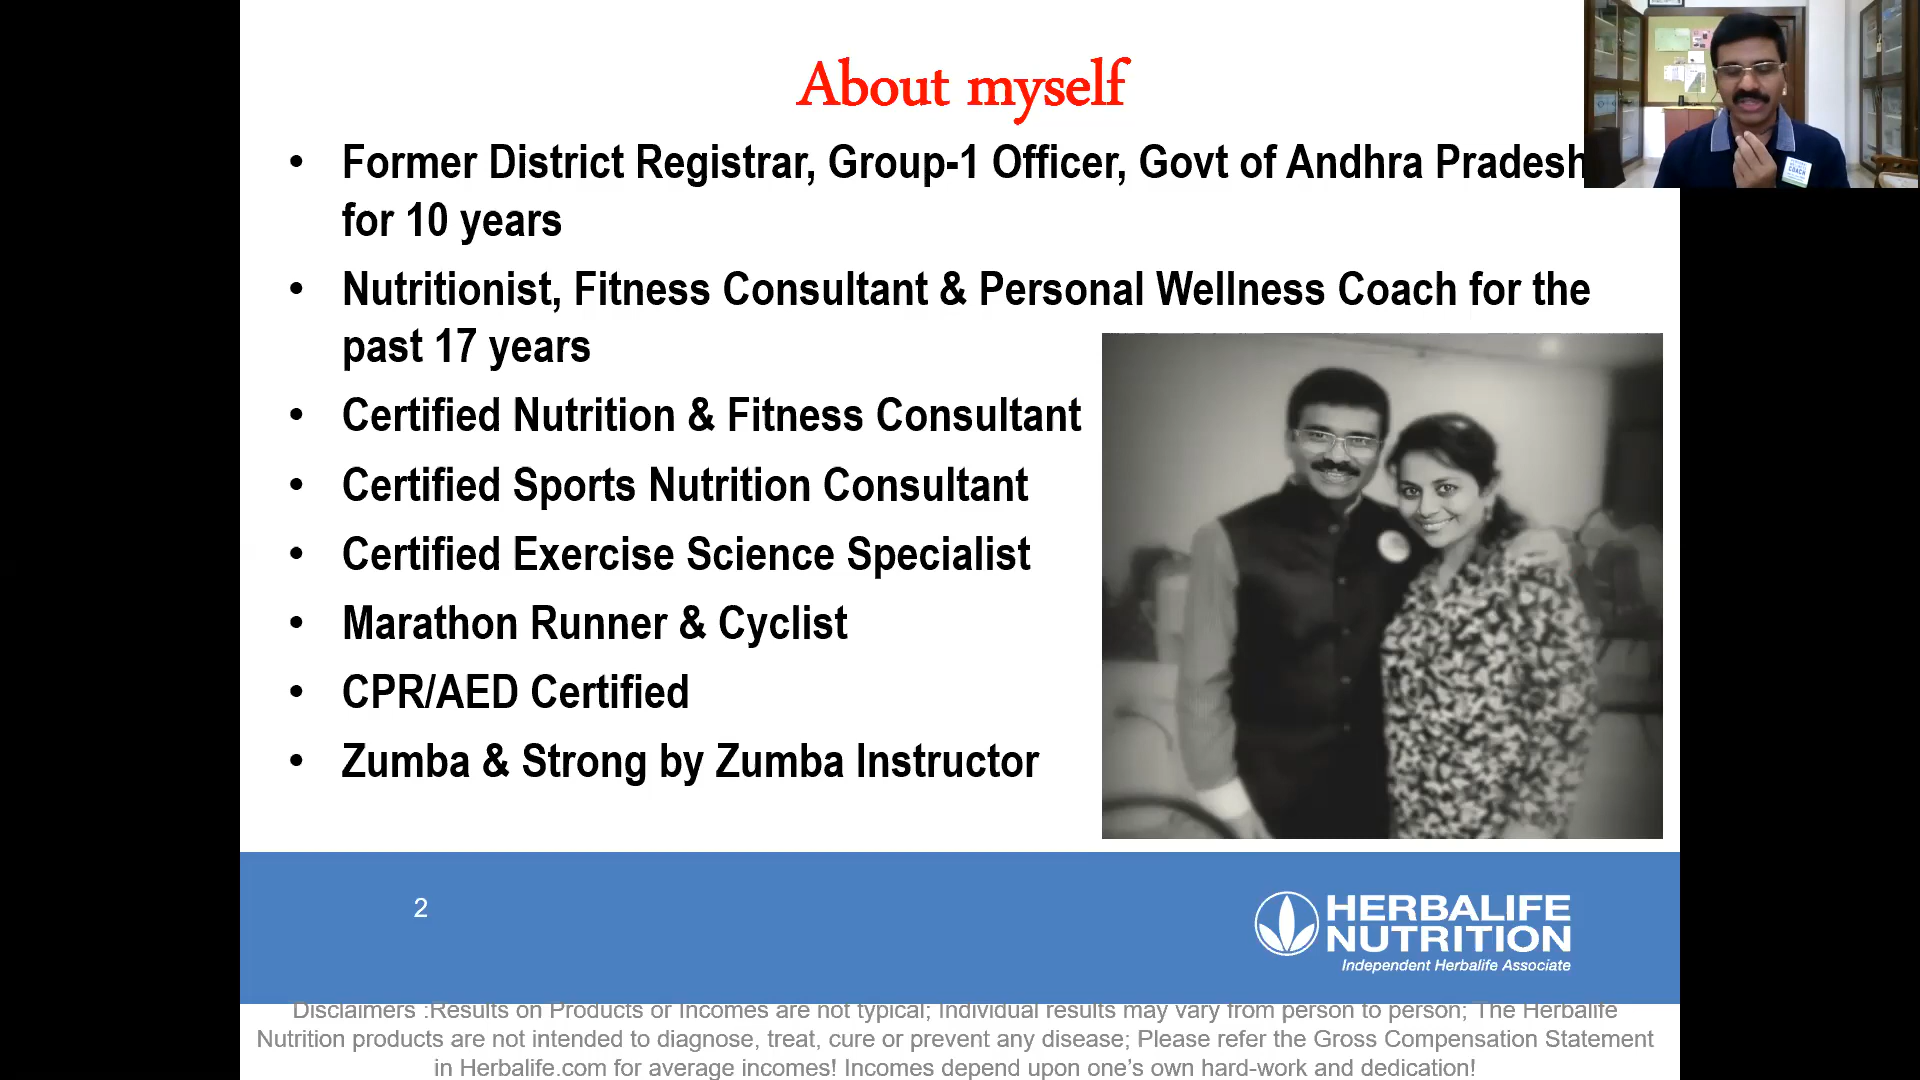 About myself
• Former District Registrar, Group-1 Officer, Govt of Andhra Pradesh
for 10 years
• Nutritionist, Fitness Consultant & Personal Wellness Coach for the
past 17 years
• Certified Nutrition & Fitness Consultant
• Certified Sports Nutrition Consultant
• Certified Exercise Science Specialist
• Marathon Runner & Cyclist
• CPR/AED Certified
• Zumba & Strong by Zumba Instructor
COACH
2
HERBALIFE
NUTRITION
Independent Herbalife Associate
Disclaimers :Results on Products or Incomes are not typical; Individual results may vary from person to person; The Herbalife
Nutrition products are not intended to diagnose, treat, cure or prevent any disease; Please refer the Gross Compensation Statement
in Herbalife.com for average incomes! Incomes depend upon one’s own hard-work and dedication!